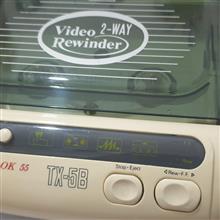 Video 2-WAY
Rewinder
OK 55
TX-5B
Stop·Eject
◁Rew·F.F.▷